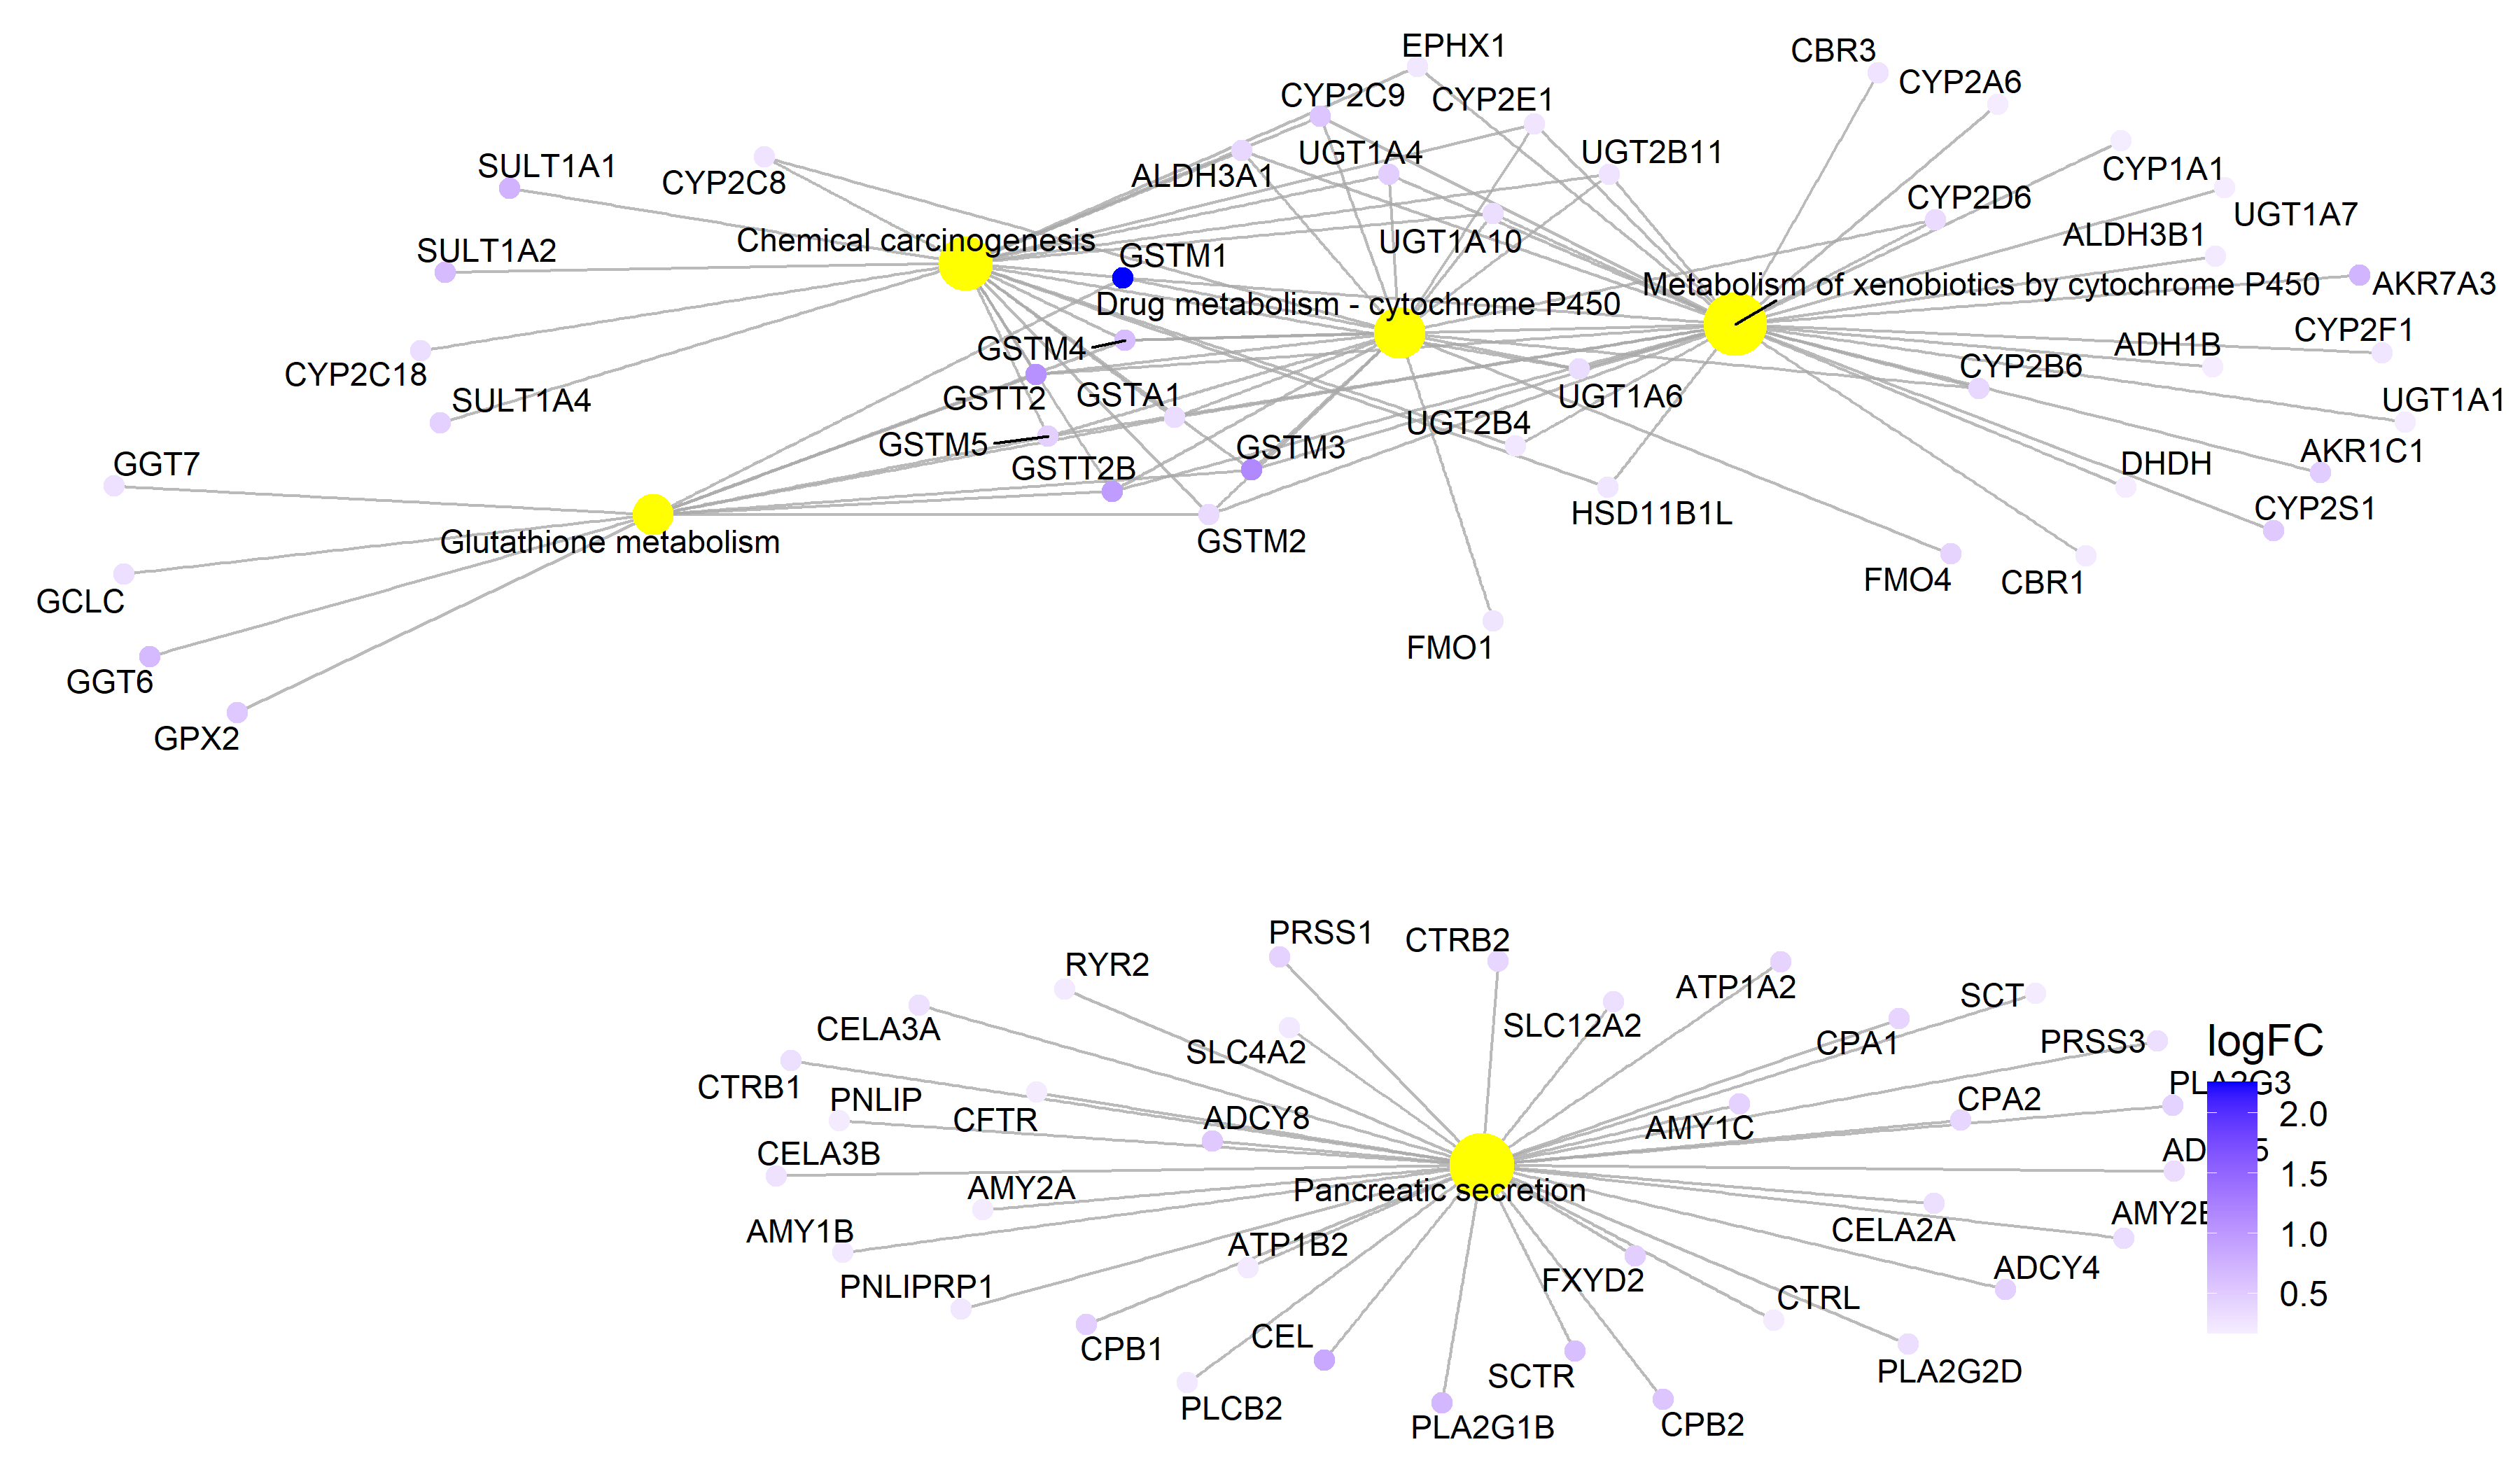 EPHX1
CBR3
CYP2A6
CYP2C9
CYP2E1
SULT1A1
CYP2C8
ALDH3A1
UGT1A4
UGT2B11
CYP1A1
CYP2D6
UGT1A7
SULT1A2
Chemical carcinogenesis
GSTM1
UGT1A10
ALDH3B1
Drug metabolism - cytochrome P450
Metabolism of xenobiotics by cytochrome P450
AKR7A3
GSTM4
CYP2F1
ADH1B
CYP2C18
SULT1A4
GSTT2
GSTA1
UGT1A6
CYP2B6
UGT1A1
UGT2B4
GSTM5
GSTM3
GSTT2B
AKR1C1
DHDH
GGT7
CYP2S1
HSD11B1L
Glutathione metabolism
GSTM2
GCLC
FMO4
CBR1
FMO1
GGT6
GPX2
PRSS1
CTRB2
RYR2
ATP1A2
SCT
CELA3A
SLC4A2
SLC12A2
CPA1
PRSS3
logFC
CTRB1
PNLIP
CFTR
ADCY8
AMY1C
CPA2
PLA2G3
2.0
CELA3B
AMY2A
Pancreatic secretion
1.5
AMY1B
ATP1B2
CELA2A
1.0
PNLIPRP1
FXYD2
ADCY4
0.5
CTRL
CPB1
CEL
SCTR
PLA2G2D
PLCB2
PLA2G1B
CPB2